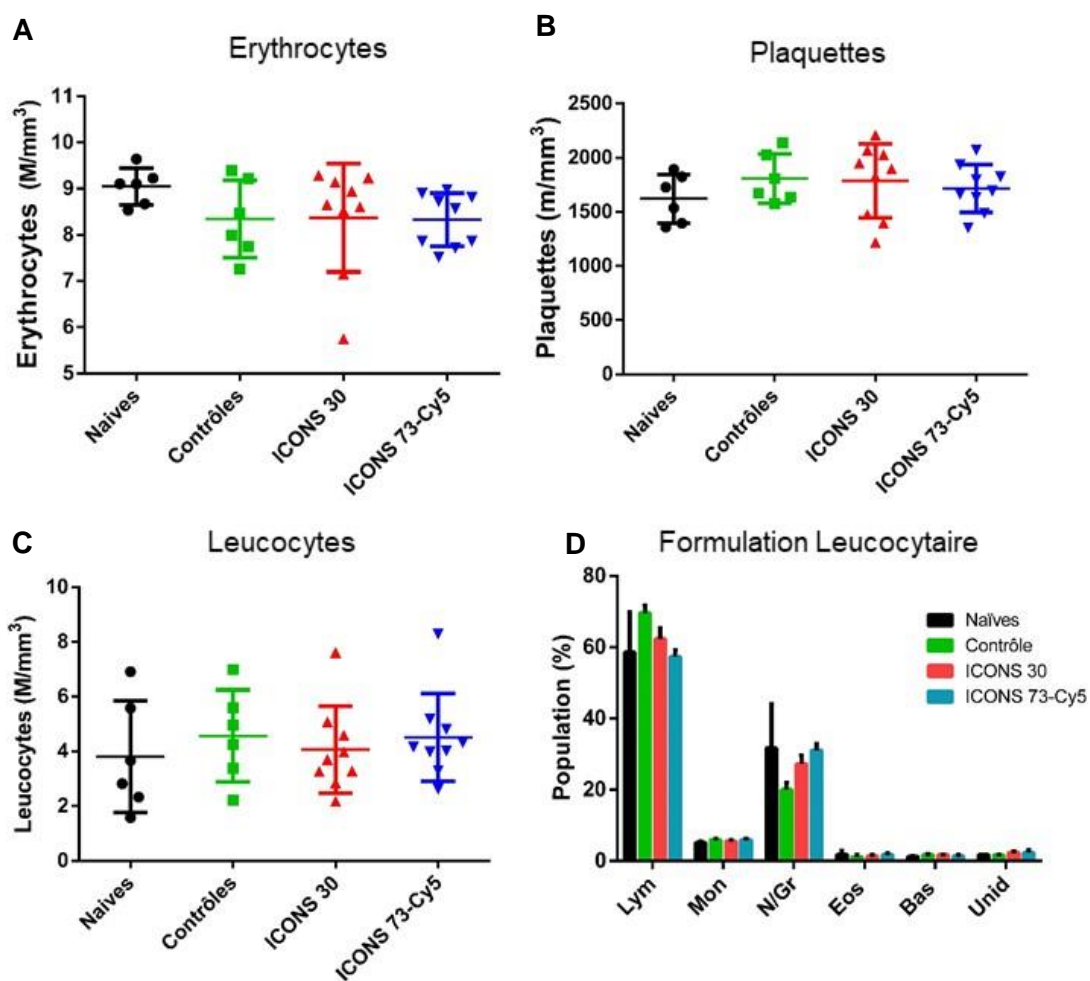 A
Erythrocytes
Erythrocytes (M/mm³)
11
10
9
8
7
6
5
Naives
Contrôles
ICONS 30
ICONS 73-Cy5
B
Plaquettes
Plaquettes (m/mm³)
2500
2000
1500
1000
500
0
Naives
Contrôles
ICONS 30
ICONS 73-Cy5
C
Leucocytes
Leucocytes (M/mm³)
10
8
6
4
2
0
Naives
Contrôles
ICONS 30
ICONS 73-Cy5
D
Formulation Leucocytaire
Population (%)
80
60
40
20
0
Naïves
Contrôle
ICONS 30
ICONS 73-Cy5
Lym
Mon
N/Gr
Eos
Bas
Unid